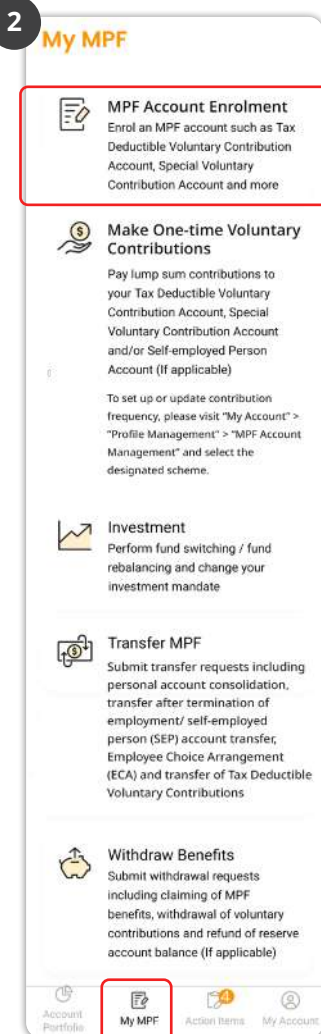 2
My MPF
MPF Account Enrolment
Enrol an MPF account such as Tax
Deductible Voluntary Contribution
Account, Special Voluntary
Contribution Account and more
Make One-time Voluntary
Contributions
Pay lump sum contributions to
your Tax Deductible Voluntary
Contribution Account, Special
Voluntary Contribution Account
and/or Self-employed Person
Account (If applicable)
To set up or update contribution
frequency, please visit "My Account" >
"Profile Management" > "MPF Account
Management" and select the
designated scheme.
Investment
Perform fund switching / fund
rebalancing and change your
investment mandate
Transfer MPF
Submit transfer requests including
personal account consolidation,
transfer after termination of
employment/ self-employed
person (SEP) account transfer,
Employee Choice Arrangement
(ECA) and transfer of Tax Deductible
Voluntary Contributions
Withdraw Benefits
Submit withdrawal requests
including claiming of MPF
benefits, withdrawal of voluntary
contributions and refund of reserve
account balance (If applicable)
4
Account
Portfolio
My MPF
Action Items
My Account